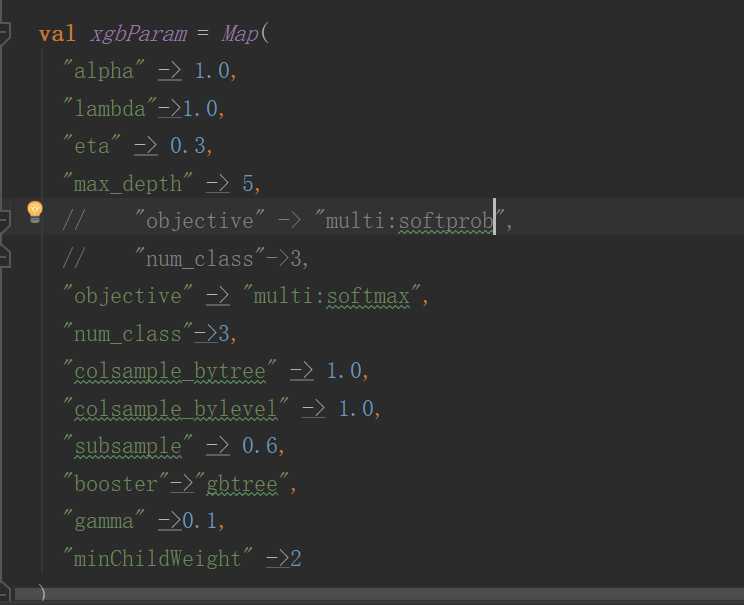 val xgbParam = Map(
"alpha" -> 1.0,
"lambda"->1.0,
"eta" -> 0.3,
"max_depth" -> 5,
//    "objective" -> "multi:softprob",
//    "num_class"->3,
"objective" -> "multi:softmax",
"num_class"->3,
"colsample_bytree" -> 1.0,
"colsample_bylevel" -> 1.0,
"subsample" -> 0.6,
"booster"->"gbtree",
"gamma" ->0.1,
"minChildWeight" ->2
)